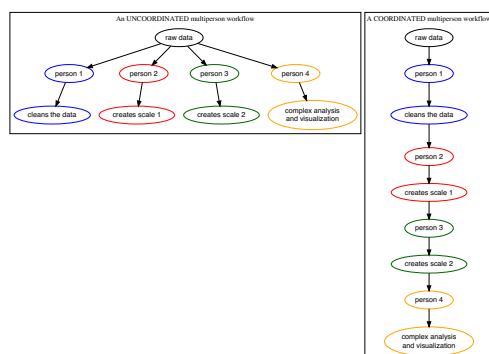 An UNCOORDINATED multiperson workflow
raw data
person 1
person 2
person 3
person 4
cleans the data
creates scale 1
creates scale 2
complex analysis
and visualization
A COORDINATED multiperson workflow
raw data
person 1
cleans the data
person 2
creates scale 1
person 3
creates scale 2
person 4
complex analysis
and visualization